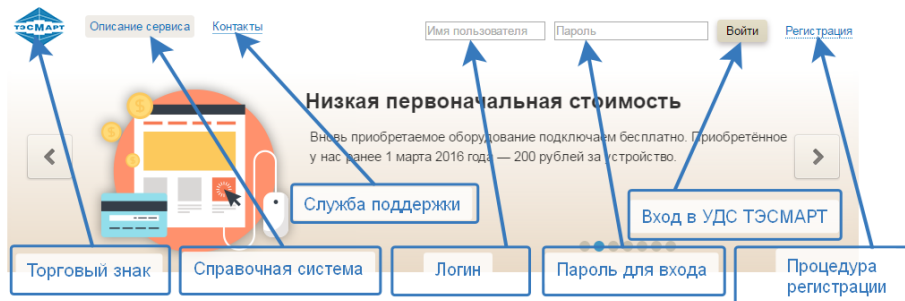 ТЭСМАРТ
Описание сервиса
Контакты
Имя пользователя
Пароль
Войти
Регистрация
Низкая первоначальная стоимость
Вновь приобретаемое оборудование подключаем бесплатно. Приобретённое
у нас ранее 1 марта 2016 года — 200 рублей за устройство.
Служба поддержки
Вход в УДС ТЭСМАРТ
Торговый знак
Справочная система
Логин
Пароль для входа
Процедура
регистрации